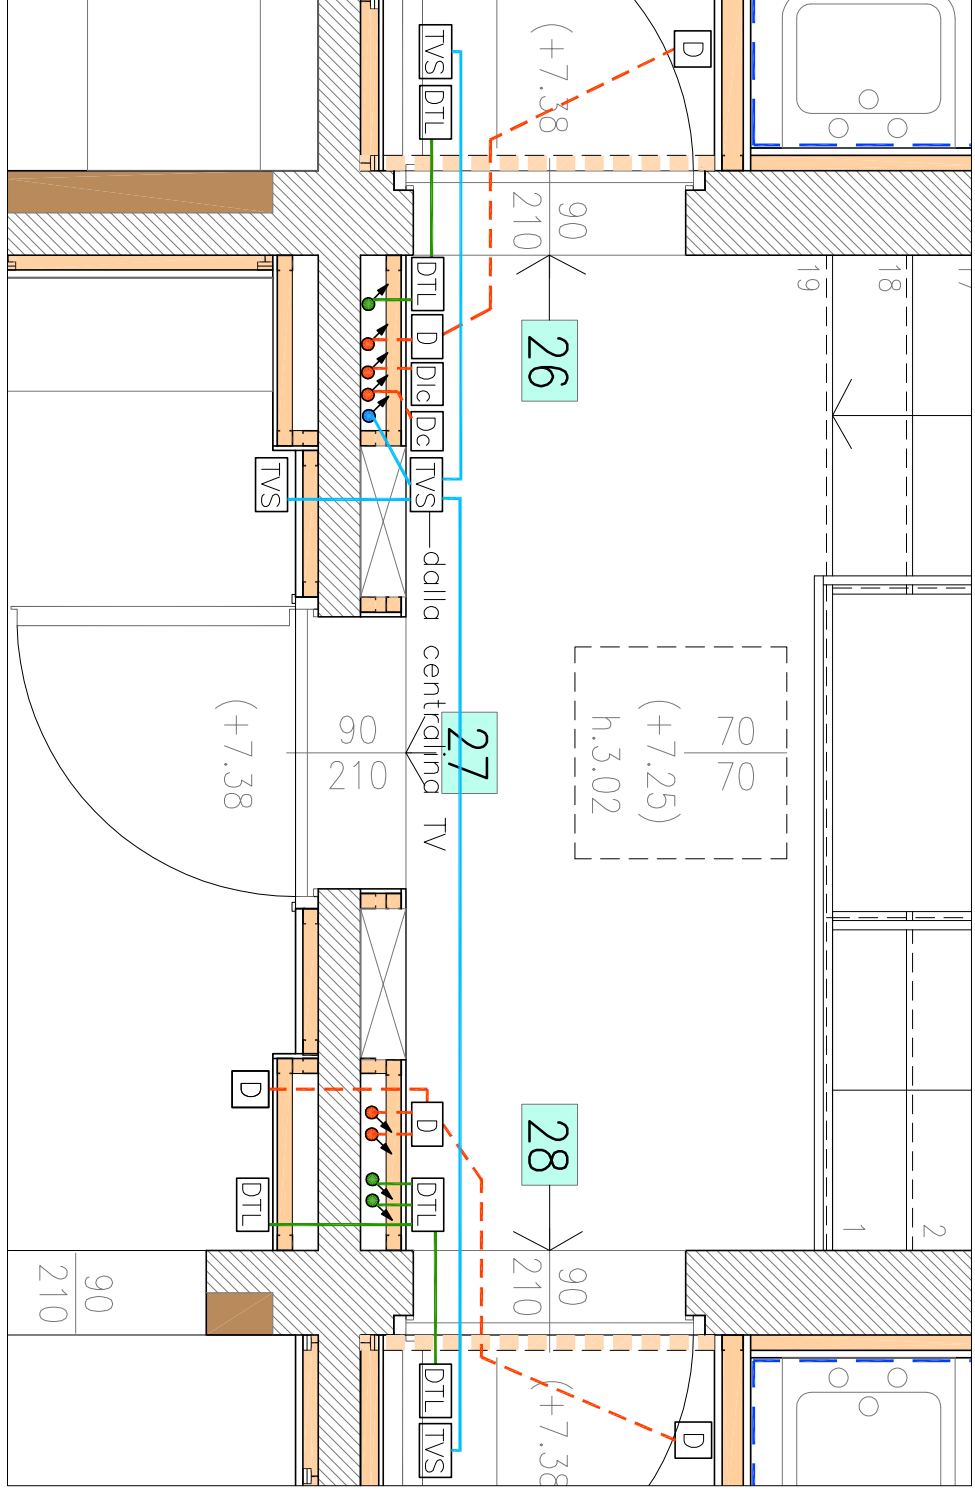 TVS
DTL
(+7.38
D
90
210
DTL
D
Dlc
Dc
TVS
TVS
26
19
18
17
dalla centralina TV
(+7.38
90
210
27
70
70
(+7.25)
h.3.02
D
D
DTL
DTL
28
1
2
90
210
90
210
DTL
TVS
(+7.38
D